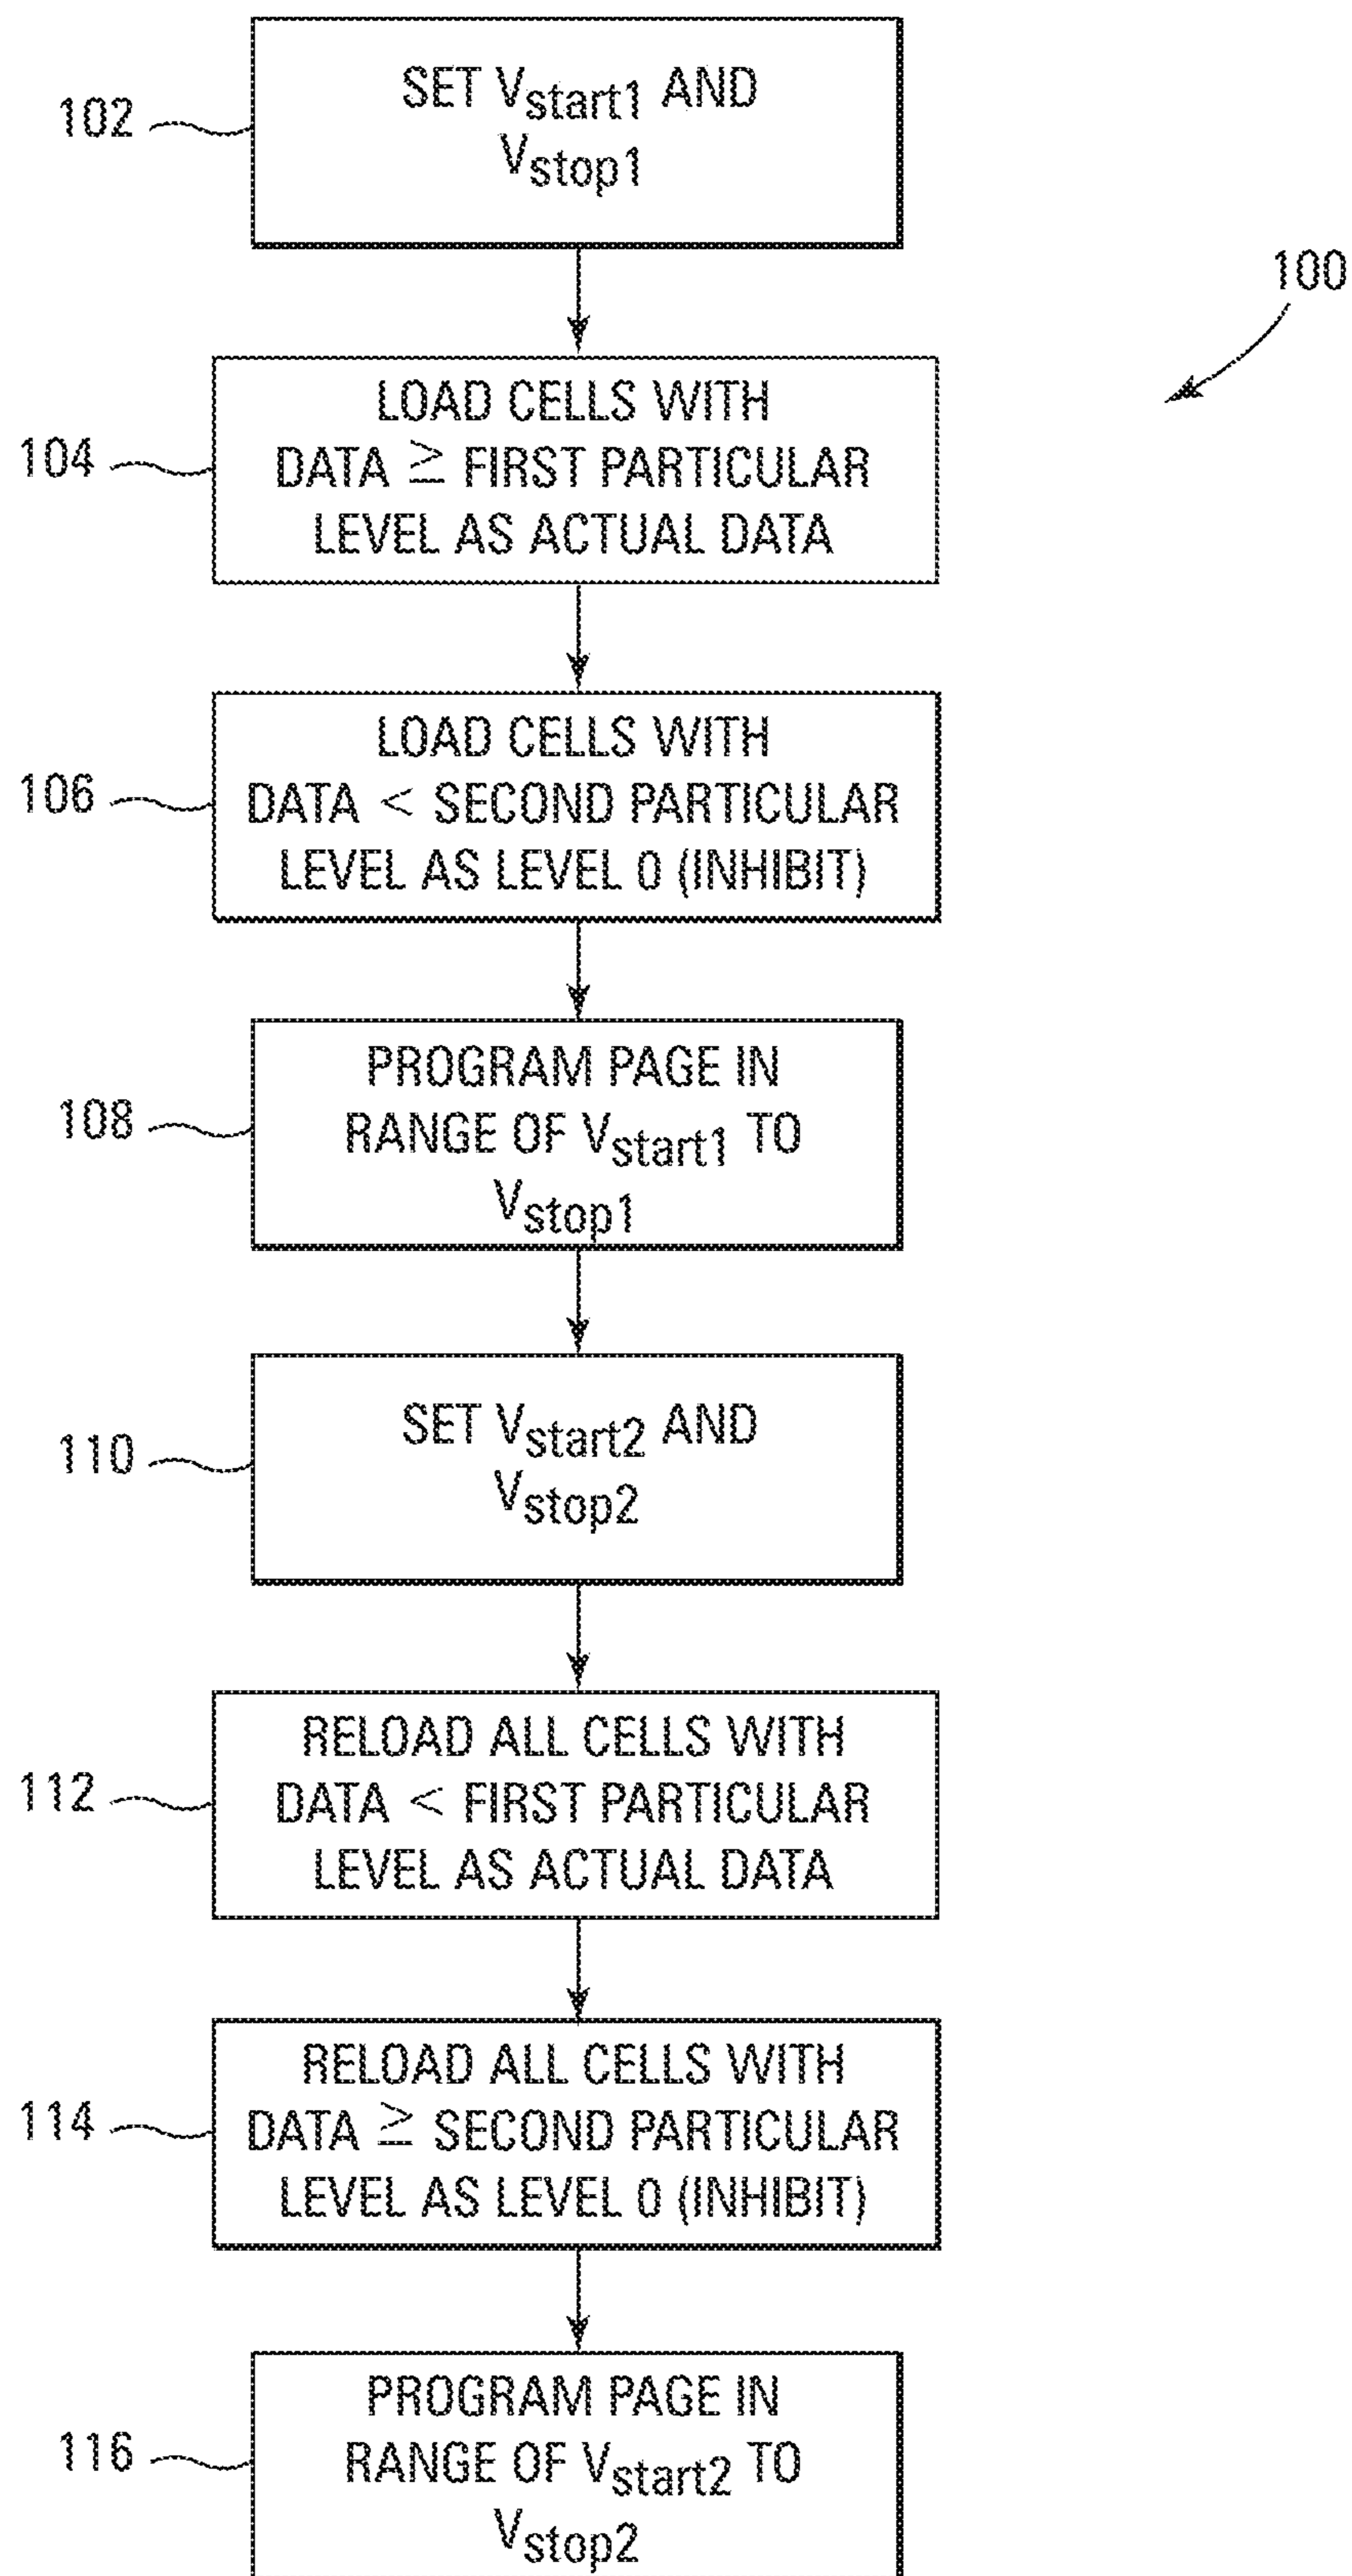 102
SET Vstart1 AND
Vstop1
100
104
LOAD CELLS WITH
DATA ≥ FIRST PARTICULAR
LEVEL AS ACTUAL DATA
106
LOAD CELLS WITH
DATA < SECOND PARTICULAR
LEVEL AS LEVEL 0 (INHIBIT)
108
PROGRAM PAGE IN
RANGE OF Vstart1 TO
Vstop1
110
SET Vstart2 AND
Vstop2
112
RELOAD ALL CELLS WITH
DATA < FIRST PARTICULAR
LEVEL AS ACTUAL DATA
114
RELOAD ALL CELLS WITH
DATA ≥ SECOND PARTICULAR
LEVEL AS LEVEL 0 (INHIBIT)
116
PROGRAM PAGE IN
RANGE OF Vstart2 TO
Vstop2